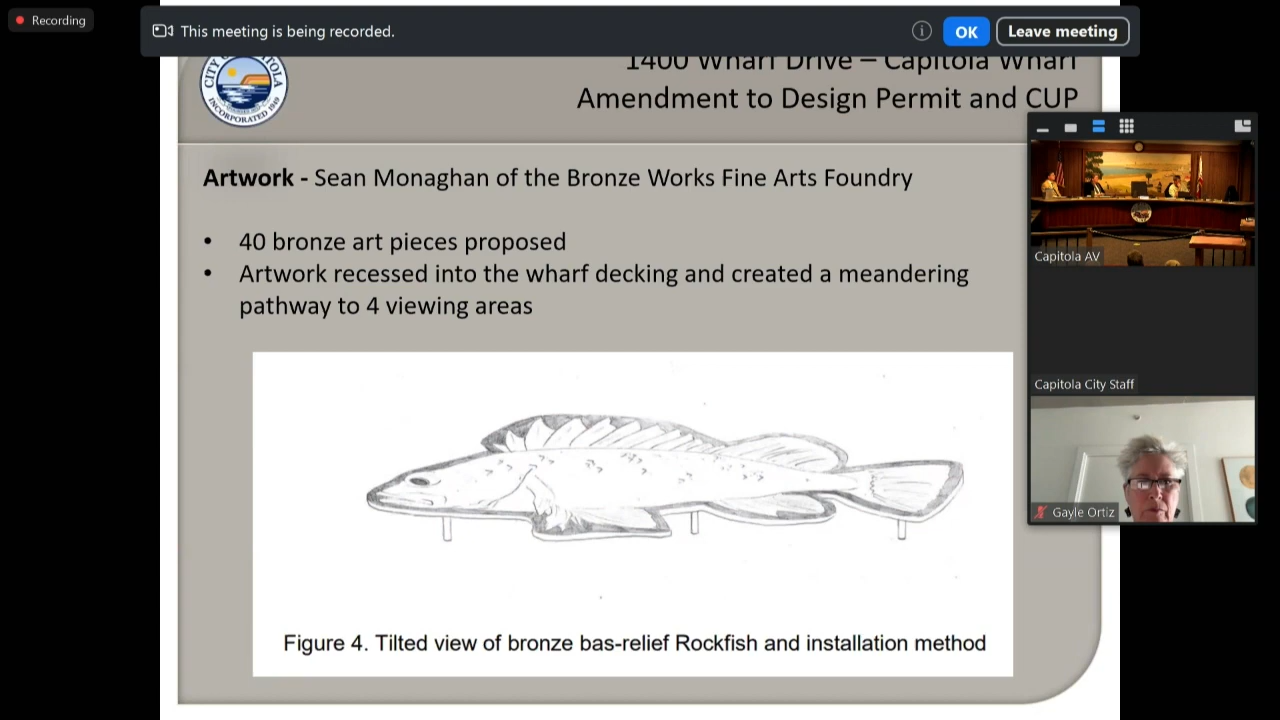 Recording
This meeting is being recorded.
OK
Leave meeting
1400 Wharf Drive – Capitola Wharf
Amendment to Design Permit and CUP
INCORPORATED 1949
Artwork - Sean Monaghan of the Bronze Works Fine Arts Foundry
• 40 bronze art pieces proposed
• Artwork recessed into the wharf decking and created a meandering
pathway to 4 viewing areas
Capitola AV
Capitola City Staff
Gayle Ortiz
Figure 4. Tilted view of bronze bas-relief Rockfish and installation method